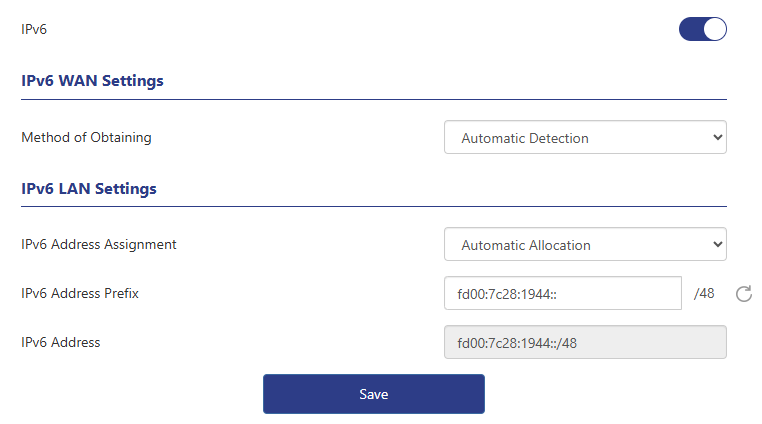 IPv6
IPv6 WAN Settings
Method of Obtaining Automatic Detection
IPv6 LAN Settings
IPv6 Address Assignment Automatic Allocation
IPv6 Address Prefix fd00:7c28:1944:: /48
IPv6 Address fd00:7c28:1944::/48
Save